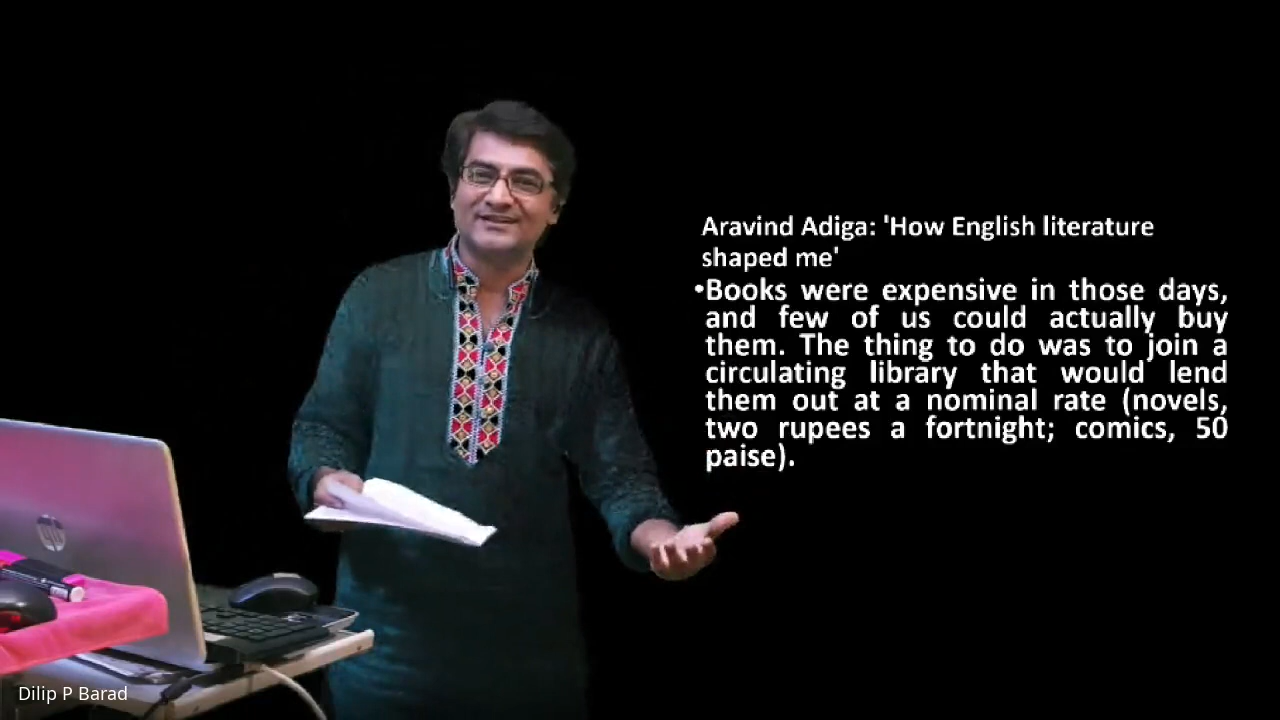 Aravind Adiga: 'How English literature
shaped me'
•Books were expensive in those days,
and few of us could actually buy
them. The thing to do was to join a
circulating library that would lend
them out at a nominal rate (novels,
two rupees a fortnight; comics, 50
paise).
hp
Dilip P Barad